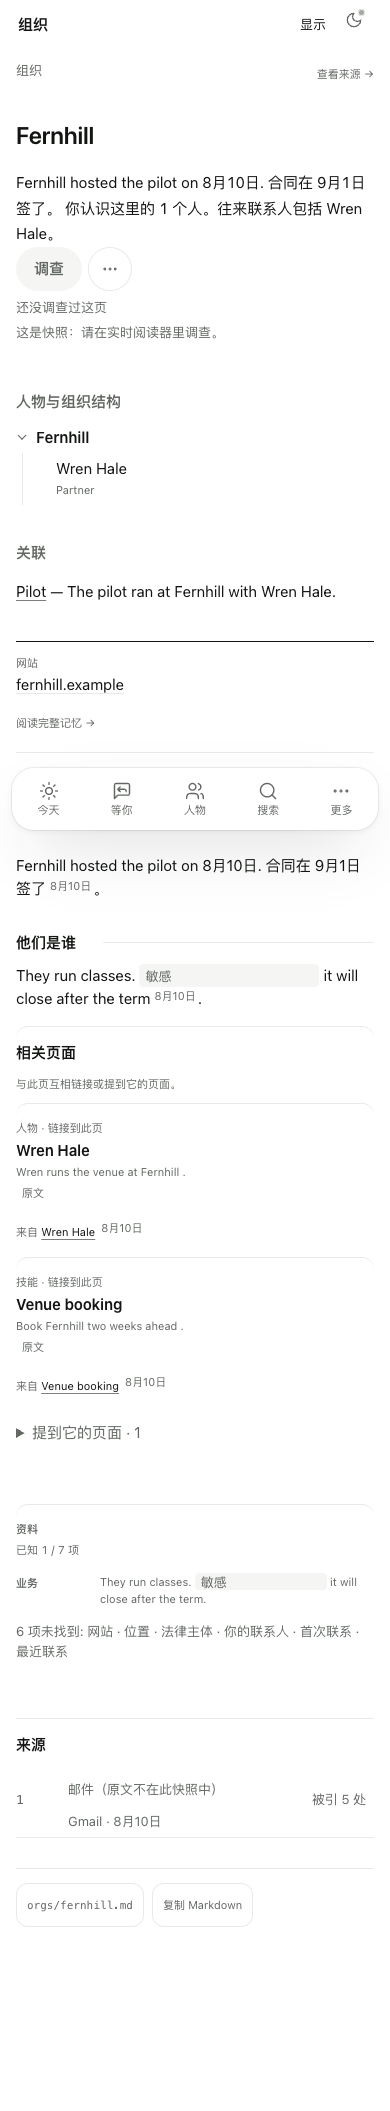 组织
显示
组织
查看来源 →
Fernhill
Fernhill hosted the pilot on 8月10日. 合同在 9月1日
签了。 你认识这里的 1 个人。往来联系人包括 Wren
Hale。
调查
还没调查过这页
这是快照：请在实时阅读器里调查。
人物与组织结构
Fernhill
Wren Hale
Partner
关联
Pilot — The pilot ran at Fernhill with Wren Hale.
网站
fernhill.example
阅读完整记忆 →
今天 等你 人物 搜索 更多
Fernhill hosted the pilot on 8月10日. 合同在 9月1日
签了 8月10日 。
他们是谁
They run classes. 敏感 it will
close after the term 8月10日 .
相关页面
与此页互相链接或提到它的页面。
人物 · 链接到此页
Wren Hale
Wren runs the venue at Fernhill .
原文
来自 Wren Hale 8月10日
技能 · 链接到此页
Venue booking
Book Fernhill two weeks ahead .
原文
来自 Venue booking 8月10日
提到它的页面 · 1
资料
已知 1 / 7 项
业务 They run classes. 敏感 it will
close after the term.
6 项未找到: 网站 · 位置 · 法律主体 · 你的联系人 · 首次联系 ·
最近联系
来源
1 邮件（原文不在此快照中） 被引 5 处
Gmail · 8月10日
orgs/fernhill.md 复制 Markdown